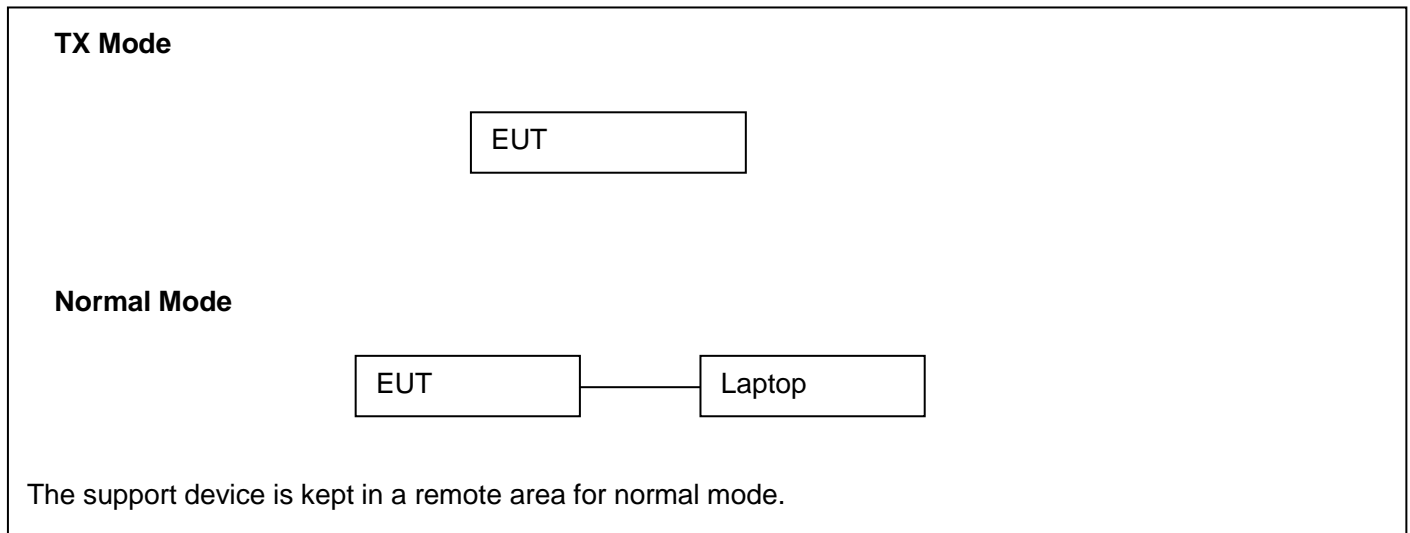 TX Mode
EUT
Normal Mode
EUT Laptop
The support device is kept in a remote area for normal mode.